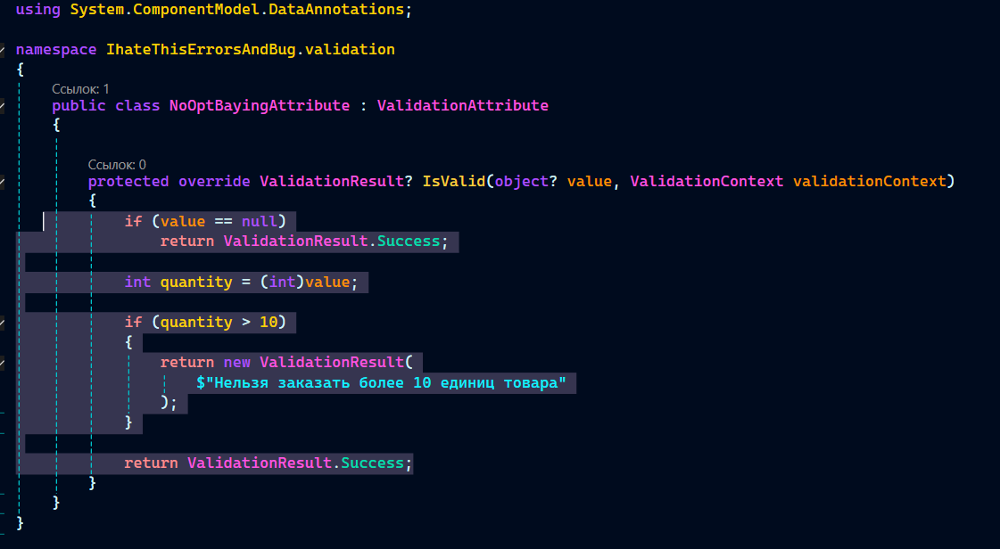 using System.ComponentModel.DataAnnotations;
namespace IhateThisErrorsAndBug.validation
{
Ссылок: 1
public class NoOptBayingAttribute : ValidationAttribute
{
Ссылок: 0
protected override ValidationResult? IsValid(object? value, ValidationContext validationContext)
{
if (value == null)
return ValidationResult.Success;
int quantity = (int)value;
if (quantity > 10)
{
return new ValidationResult(
$"Нельзя заказать более 10 единиц товара"
);
}
return ValidationResult.Success;
}
}
}